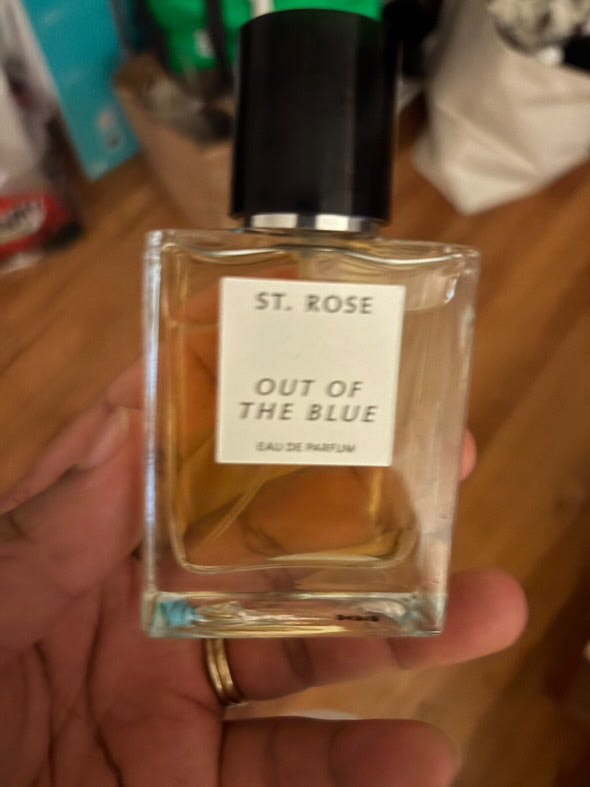 ST. ROSE
OUT OF
THE BLUE
EAU DE PARFUM